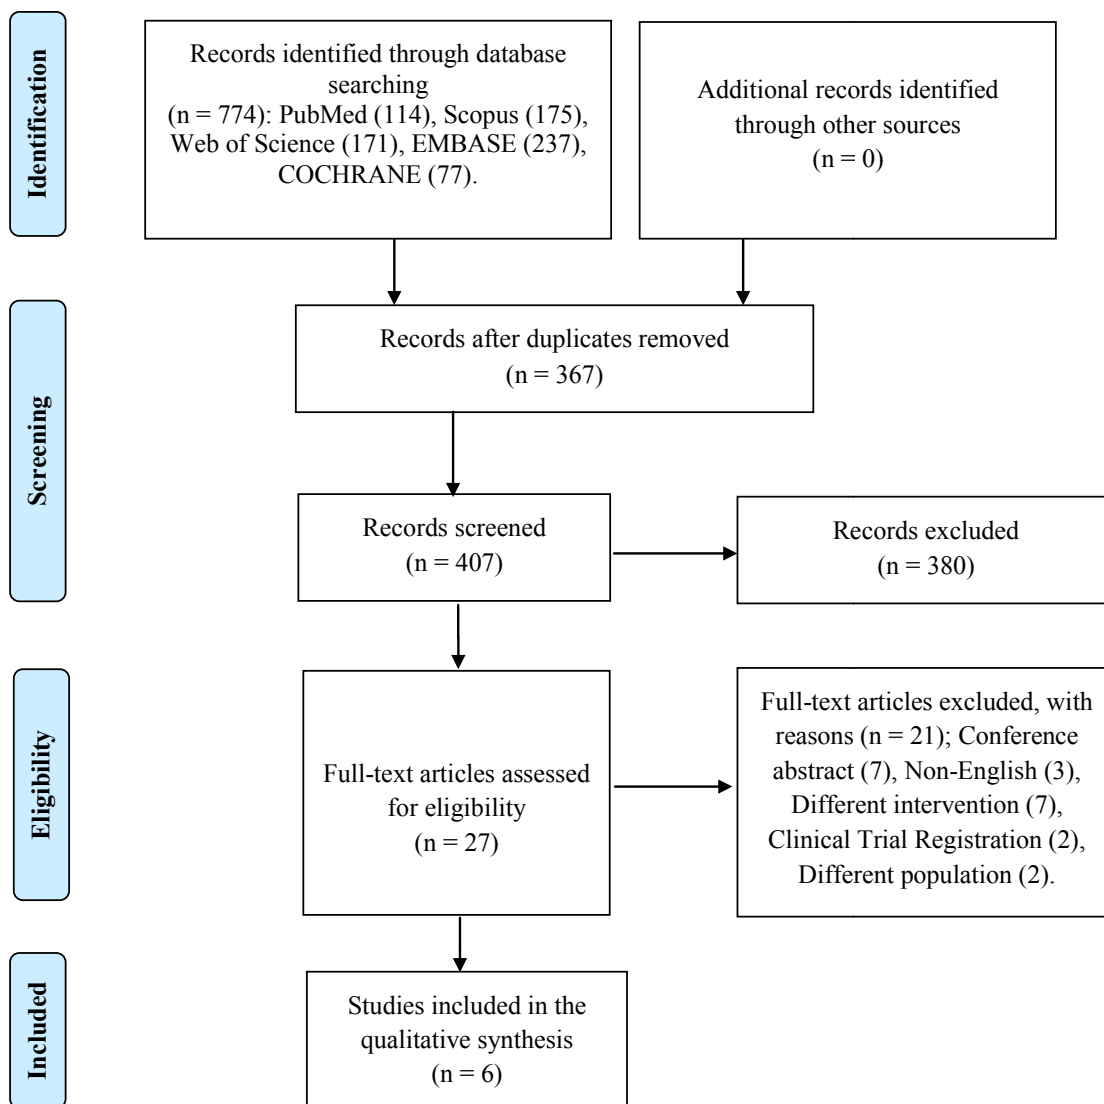 Identification
Records identified through database
searching
(n = 774): PubMed (114), Scopus (175),
Web of Science (171), EMBASE (237),
COCHRANE (77).
Additional records identified
through other sources
(n = 0)
Screening
Records after duplicates removed
(n = 367)
Records screened
(n = 407)
Records excluded
(n = 380)
Eligibility
Full-text articles assessed
for eligibility
(n = 27)
Full-text articles excluded, with
reasons (n = 21); Conference
abstract (7), Non-English (3),
Different intervention (7),
Clinical Trial Registration (2),
Different population (2).
Included
Studies included in the
qualitative synthesis
(n = 6)